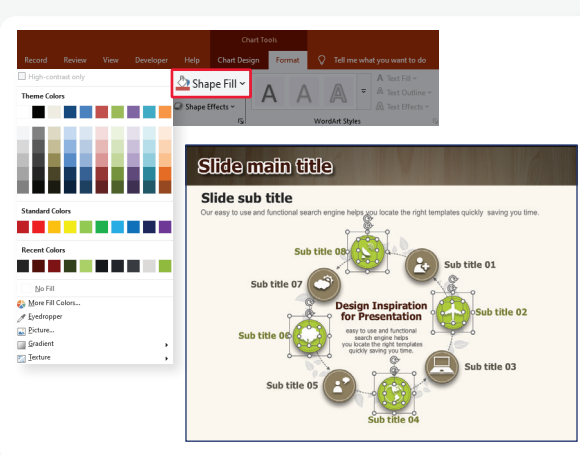 Chart Tools
Record Review View Developer Help Chart Design Format Tell me what you want to do
High-contrast only
Shape Fill
Shape Effects
A A A
Text Fill
Text Outline
Text Effects
WordArt Styles
Theme Colors
Standard Colors
Recent Colors
No Fill
More Fill Colors...
Eyedropper
Picture...
Gradient
Texture
Slide main title
Slide sub title
Our easy to use and functional search engine helps you locate the right templates quickly saving you time.
Sub title 08
Sub title 01
Sub title 07
Sub title 02
Design Inspiration
for Presentation
easy to use and functional
search engine helps
you locate the right templates
quickly saving you time.
Sub title 06
Sub title 03
Sub title 05
Sub title 04